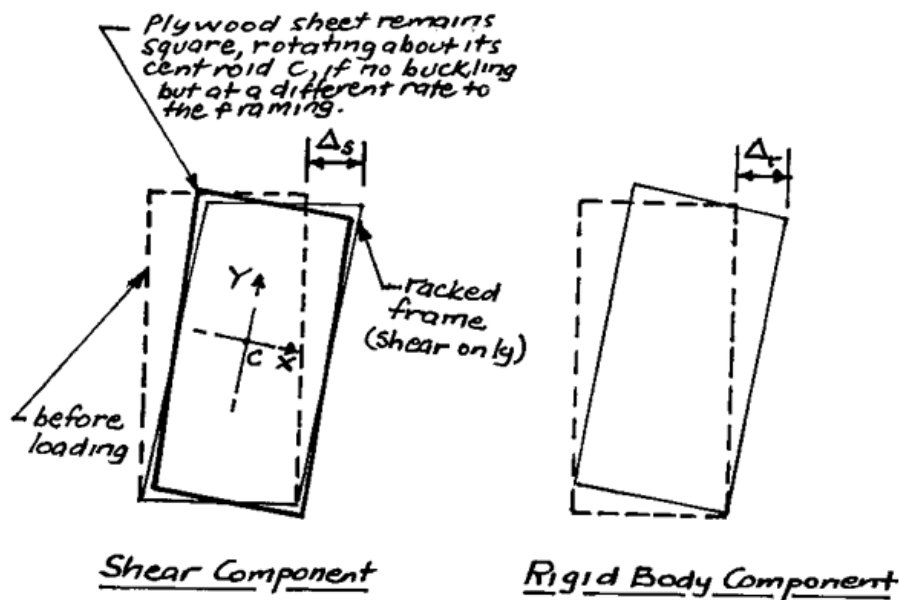 Plywood sheet remains
square, rotating about its
centroid C, if no buckling
but at a different rate to
the framing.
Δs
Δr
Y
C X
racked
frame
(shear only)
before
loading
Shear Component
Rigid Body Component